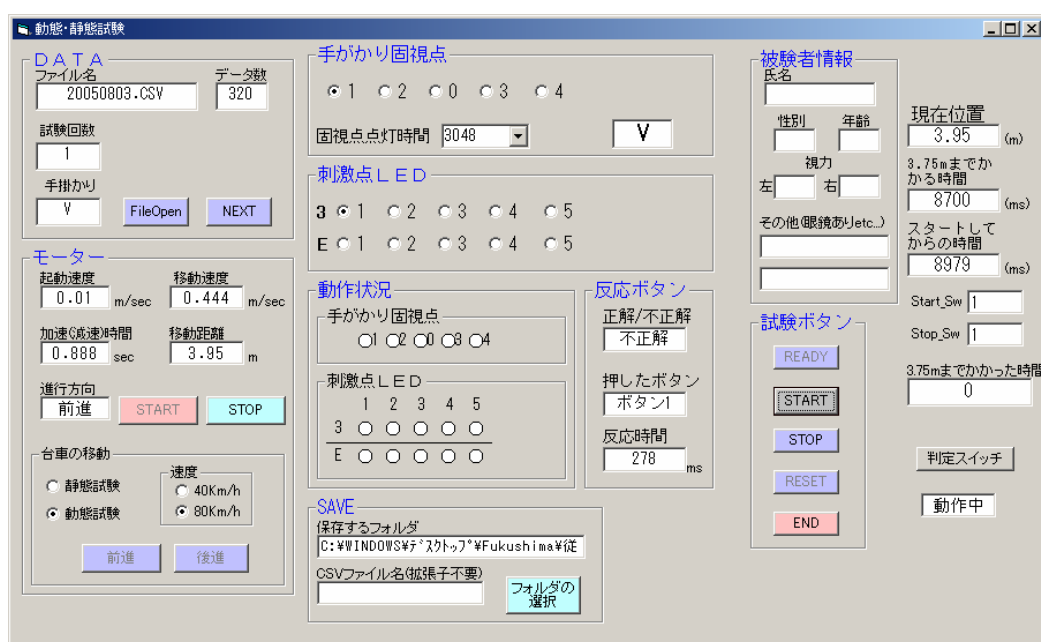 動態・静態試験
DATA
ファイル名 データ数
20050803.CSV 320
試験回数
1
手掛かり
V FileOpen NEXT
モーター
起動速度 移動速度
0.01 m/sec 0.444 m/sec
加速(減速)時間 移動距離
0.888 sec 3.95 m
進行方向
前進 START STOP
台車の移動
静態試験
動態試験
速度
40Km/h
80Km/h
前進 後進
手がかり固視点
1 2 0 3 4
固視点点灯時間 3048 V
刺激点LED
3 1 2 3 4 5
E 1 2 3 4 5
動作状況
手がかり固視点
1 2 0 3 4
刺激点LED
1 2 3 4 5
3
E
反応ボタン
正解/不正解
不正解
押したボタン
ボタン1
反応時間
278 ms
SAVE
保存するフォルダ
C:¥WINDOWS¥ﾃﾞｽｸﾄｯﾌﾟ¥Fukushima¥従
CSVファイル名(拡張子不要)
フォルダの
選択
被験者情報
氏名
性別 年齢
視力
左 右
その他(眼鏡ありetc…)
試験ボタン
READY
START
STOP
RESET
END
現在位置
3.95 (m)
3.75mまでか
かる時間
8700 (ms)
スタートして
からの時間
8979 (ms)
Start_Sw 1
Stop_Sw 1
3.75mまでかかった時間
0
判定スイッチ
動作中